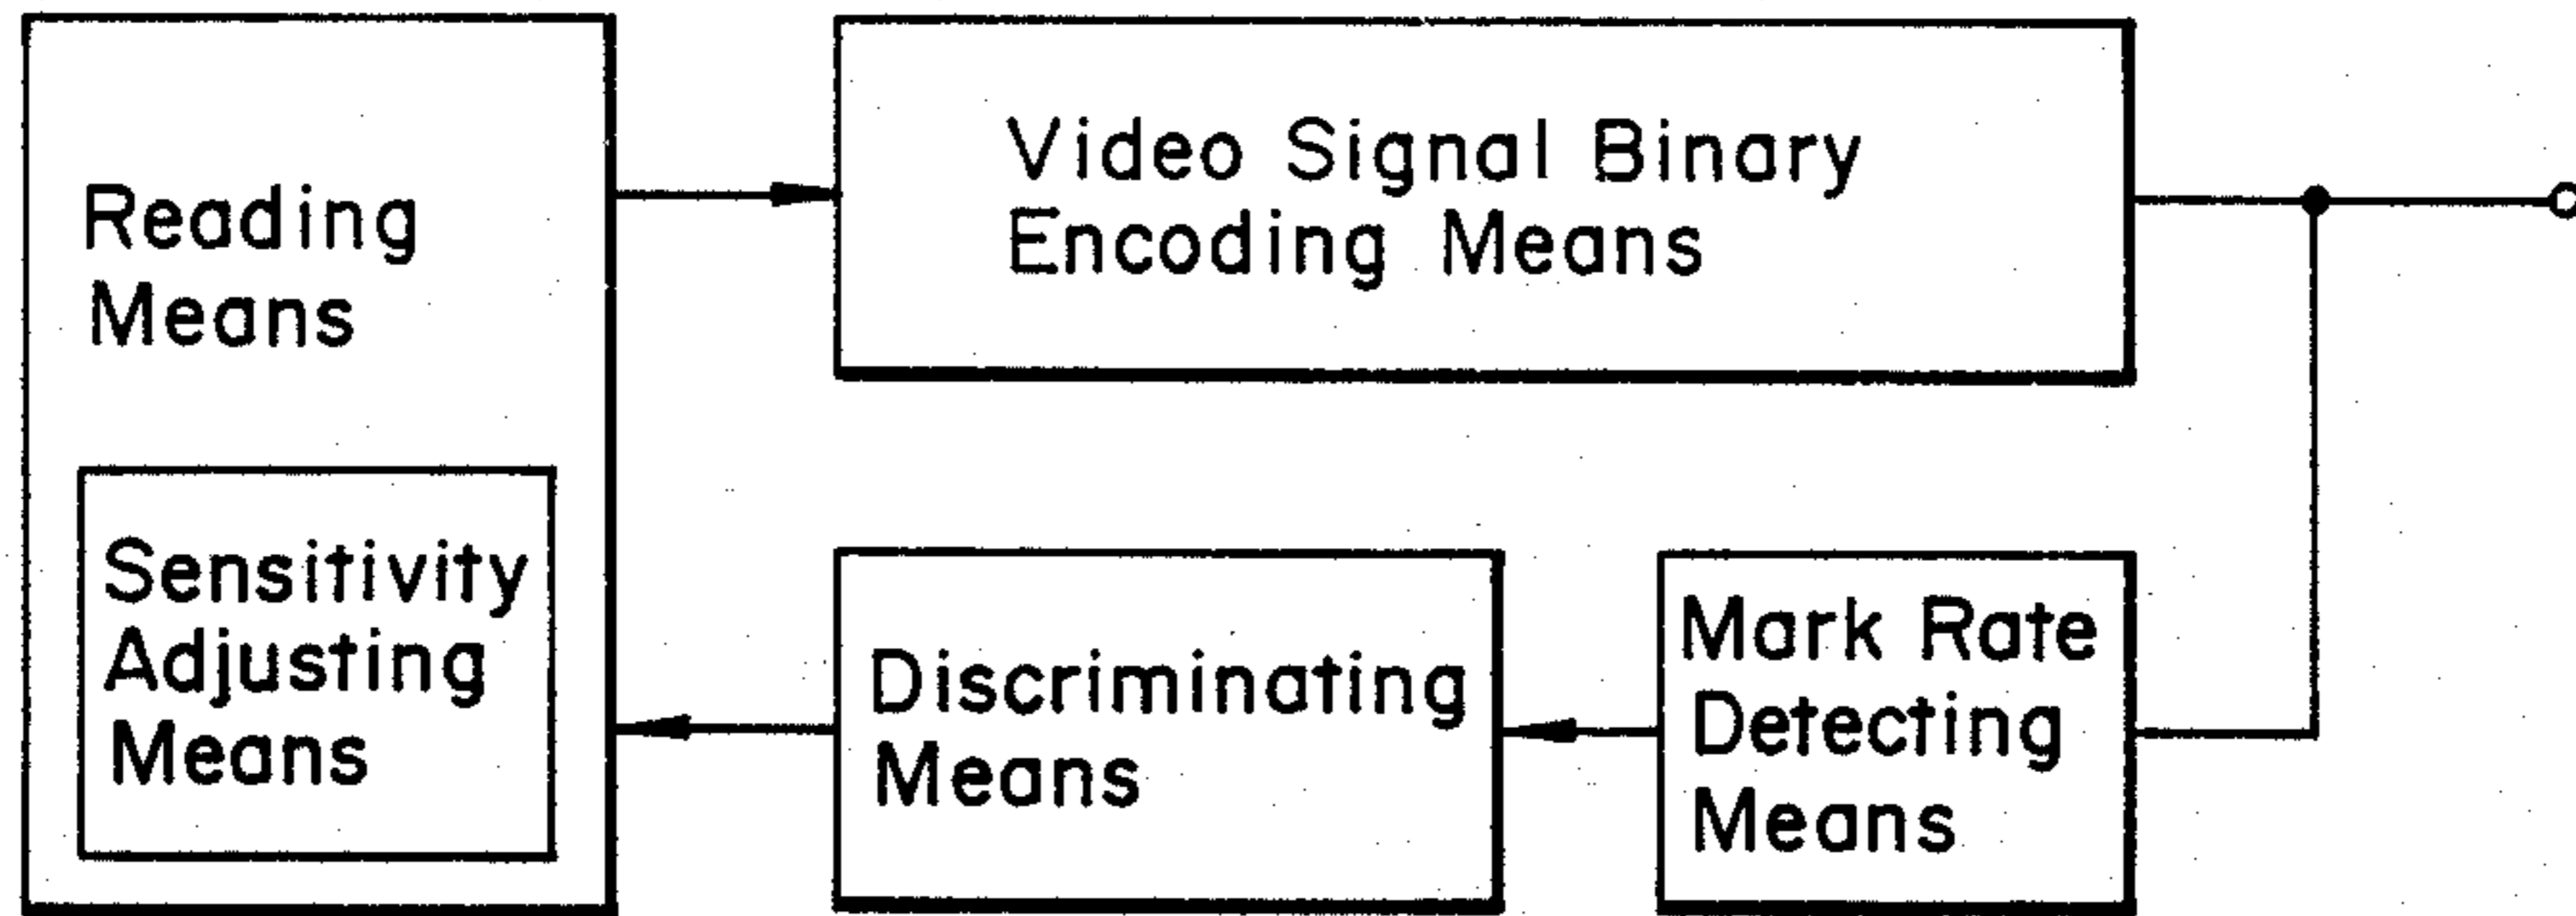 Reading
Means
Video Signal Binary
Encoding Means
Sensitivity
Adjusting
Means
Discriminating
Means
Mark Rate
Detecting
Means